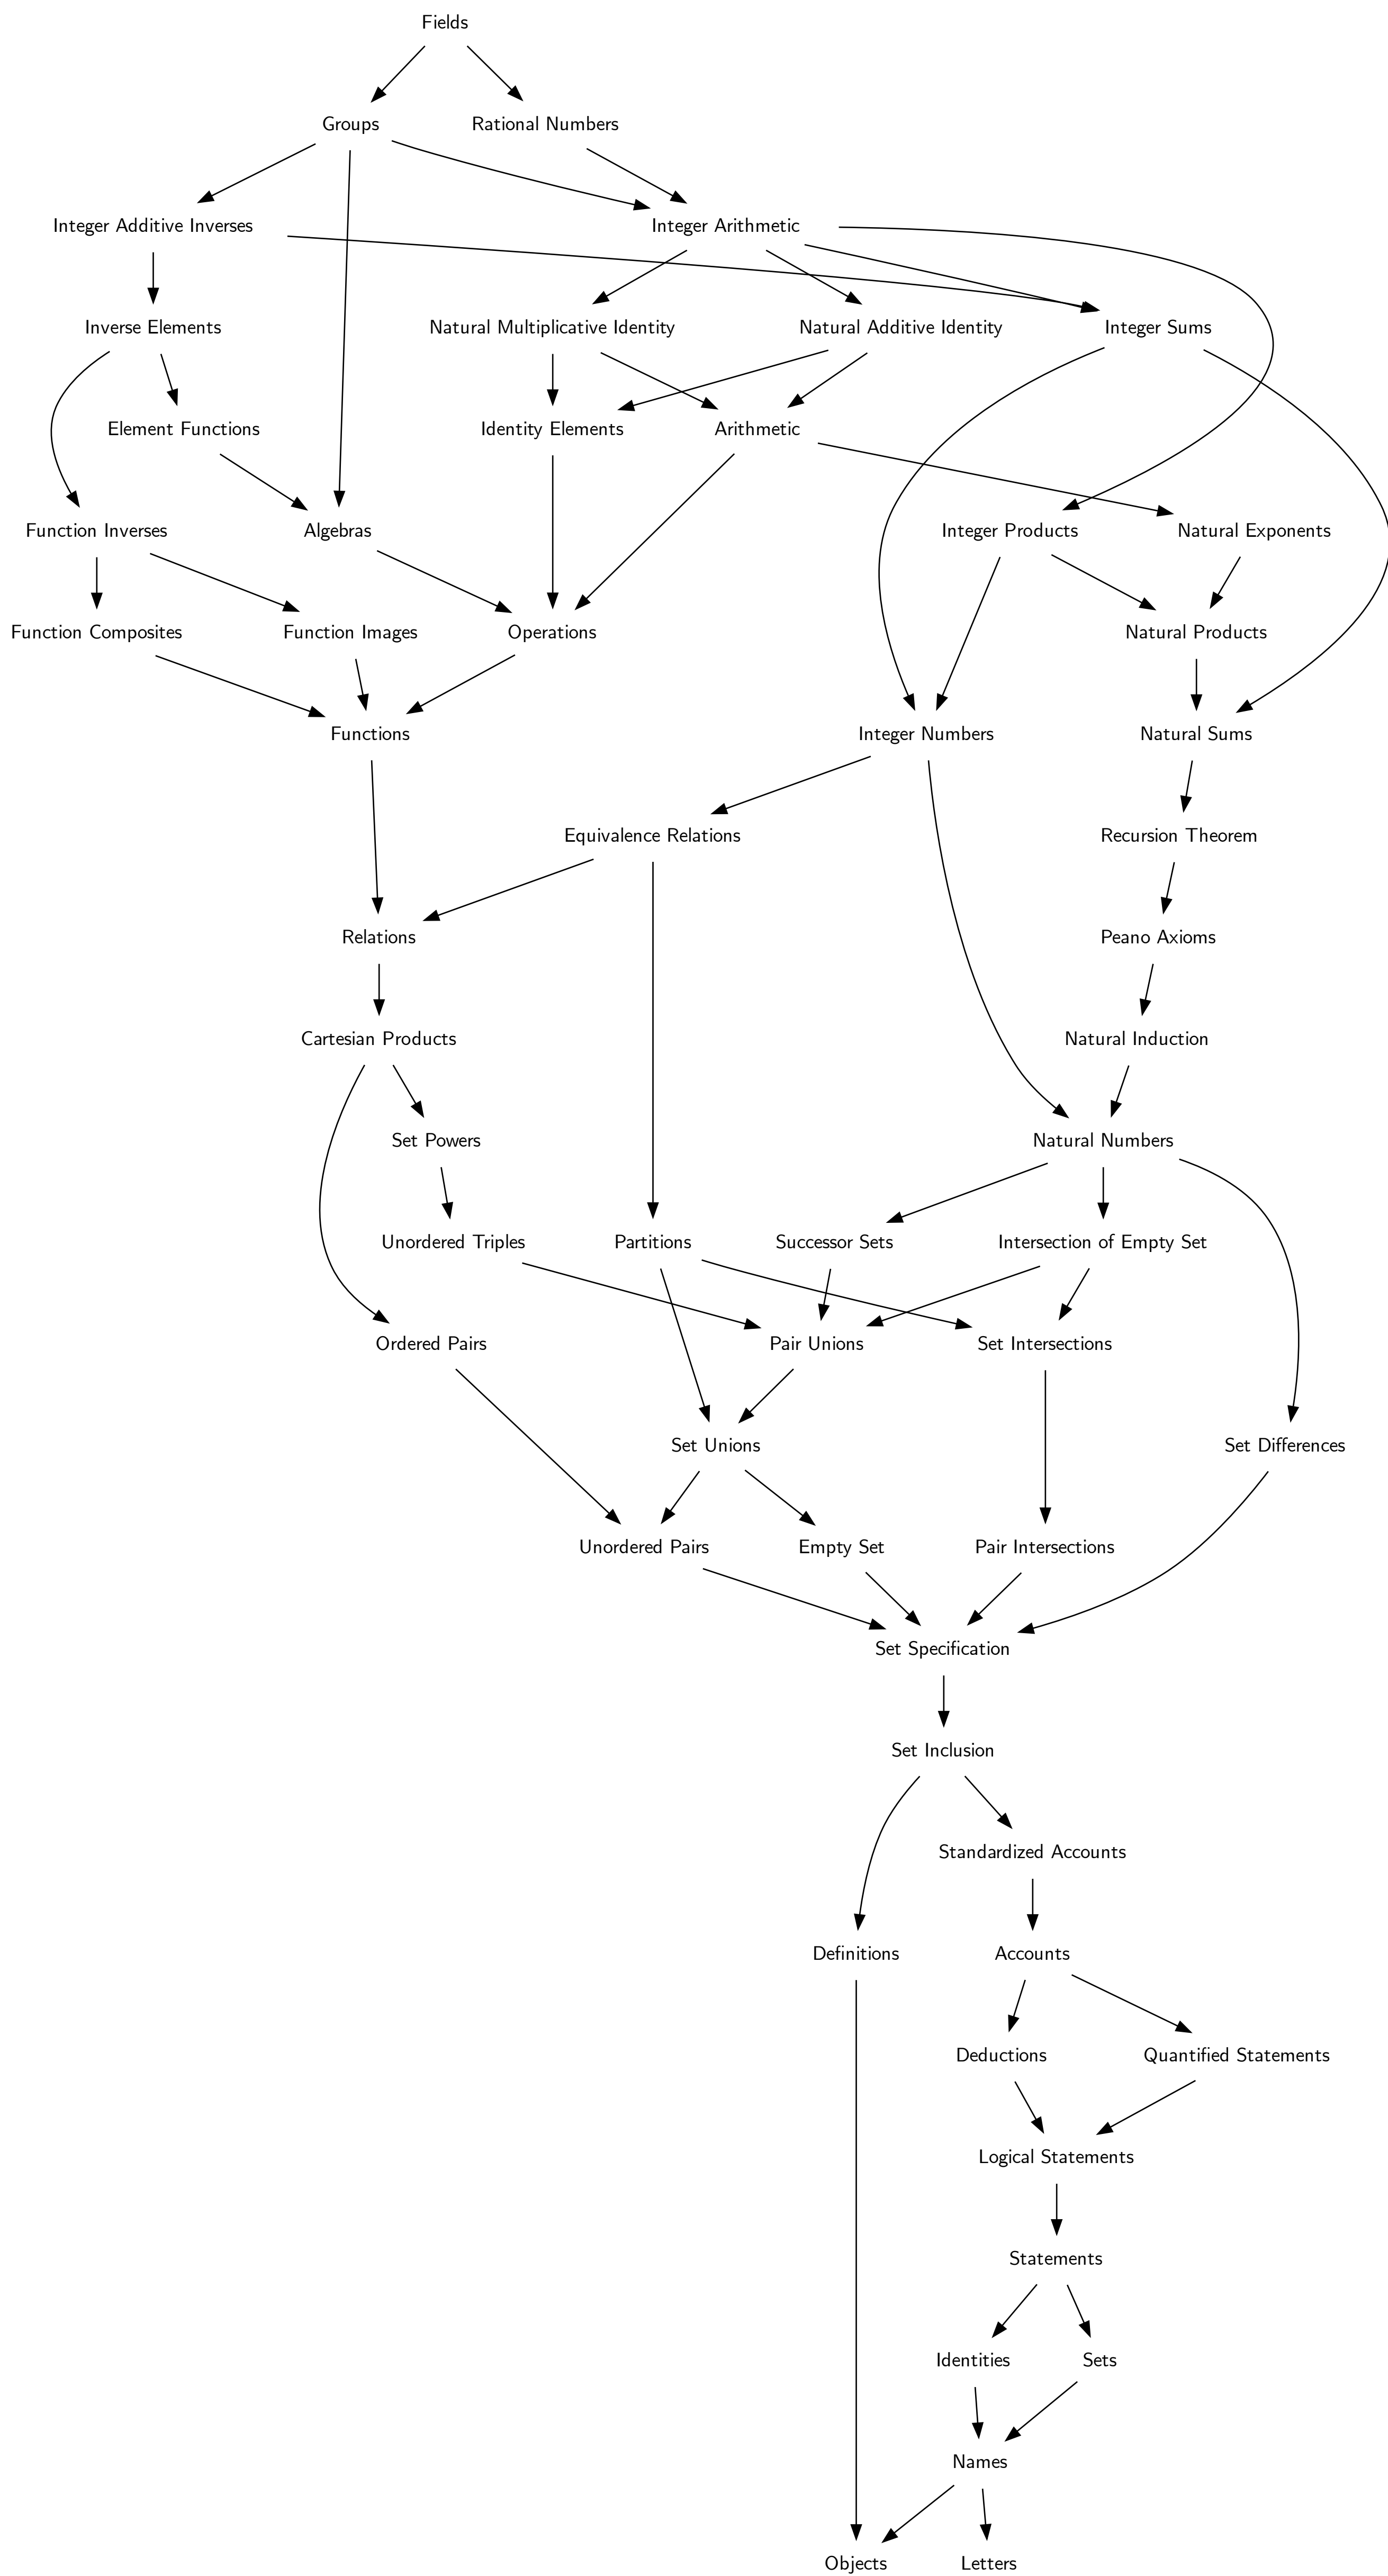 Fields
Groups
Rational Numbers
Integer Additive Inverses
Integer Arithmetic
Inverse Elements
Natural Multiplicative Identity
Natural Additive Identity
Integer Sums
Element Functions
Identity Elements
Arithmetic
Function Inverses
Algebras
Integer Products
Natural Exponents
Function Composites
Function Images
Operations
Natural Products
Functions
Integer Numbers
Natural Sums
Equivalence Relations
Recursion Theorem
Relations
Peano Axioms
Cartesian Products
Natural Induction
Set Powers
Natural Numbers
Unordered Triples
Partitions
Successor Sets
Intersection of Empty Set
Ordered Pairs
Pair Unions
Set Intersections
Set Unions
Set Differences
Unordered Pairs
Empty Set
Pair Intersections
Set Specification
Set Inclusion
Standardized Accounts
Definitions
Accounts
Deductions
Quantified Statements
Logical Statements
Statements
Identities
Sets
Names
Objects
Letters